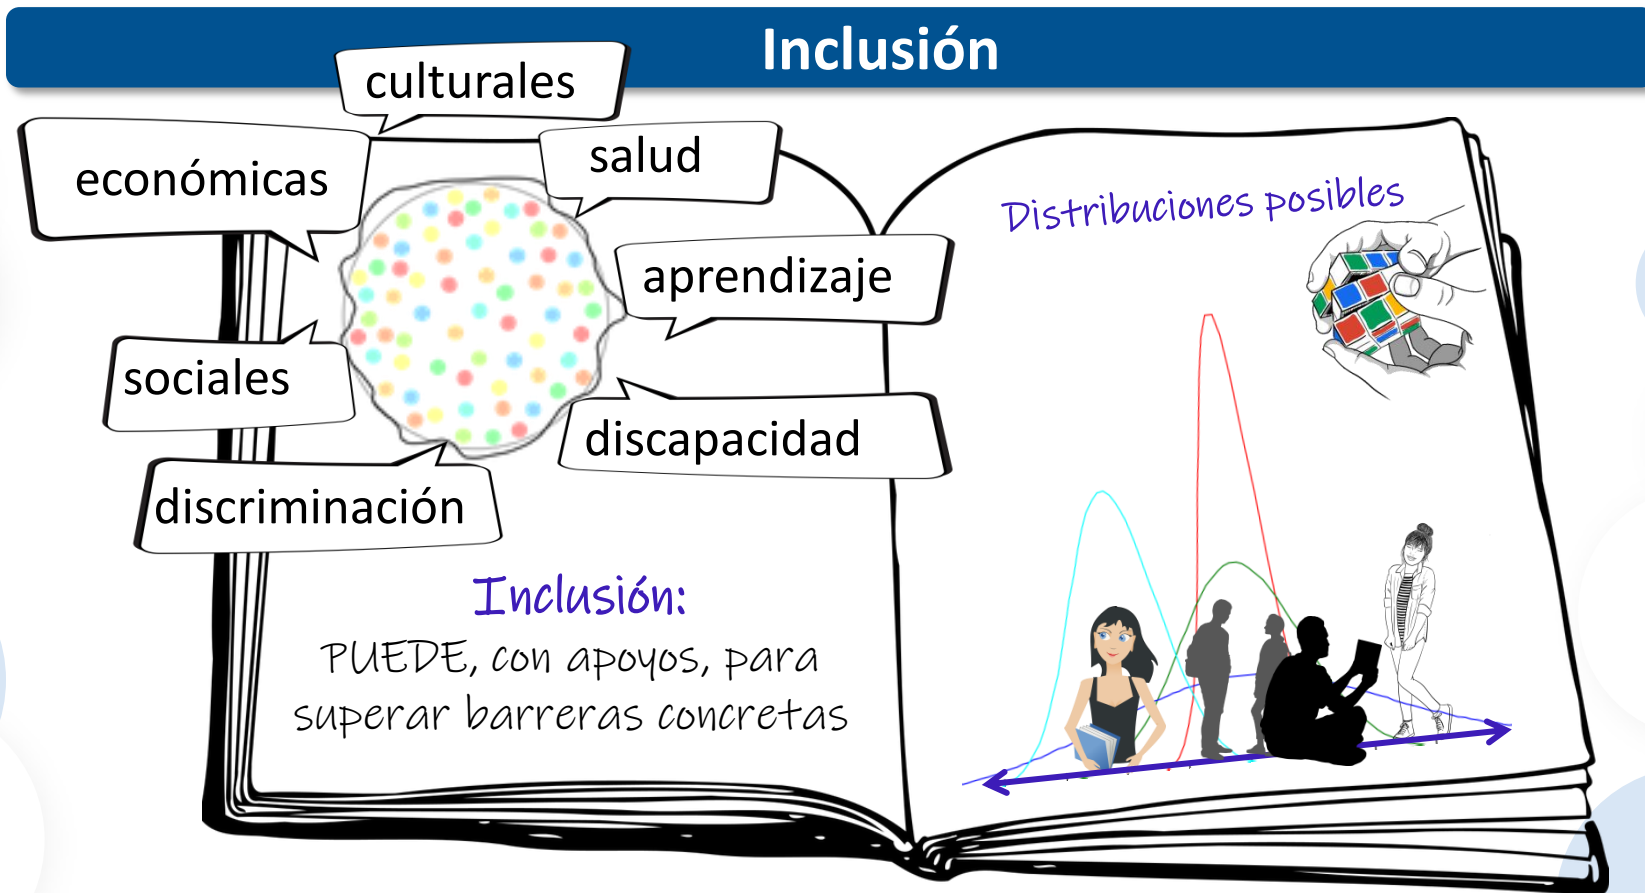 Inclusión
culturales
económicas
salud
aprendizaje
sociales
discapacidad
discriminación
Inclusión:
PUEDE, con apoyos, para
superar barreras concretas
Distribuciones posibles